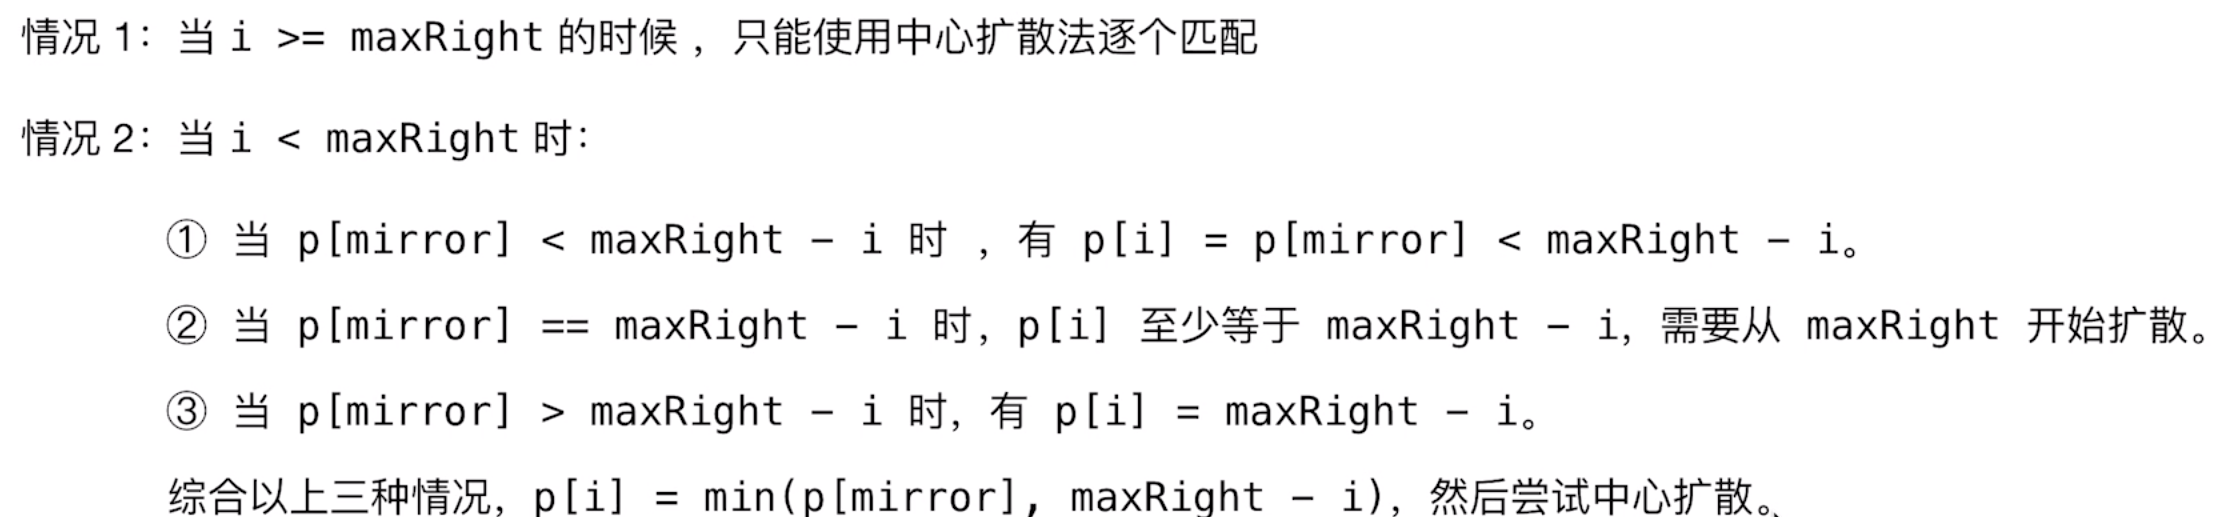 情况 1：当 i >= maxRight 的时候 ，只能使用中心扩散法逐个匹配
情况 2：当 i < maxRight 时：
① 当 p[mirror] < maxRight − i 时 ，有 p[i] = p[mirror] < maxRight − i。
② 当 p[mirror] == maxRight − i 时，p[i] 至少等于 maxRight − i，需要从 maxRight 开始扩散。
③ 当 p[mirror] > maxRight − i 时，有 p[i] = maxRight − i。
综合以上三种情况，p[i] = min(p[mirror], maxRight − i)，然后尝试中心扩散。